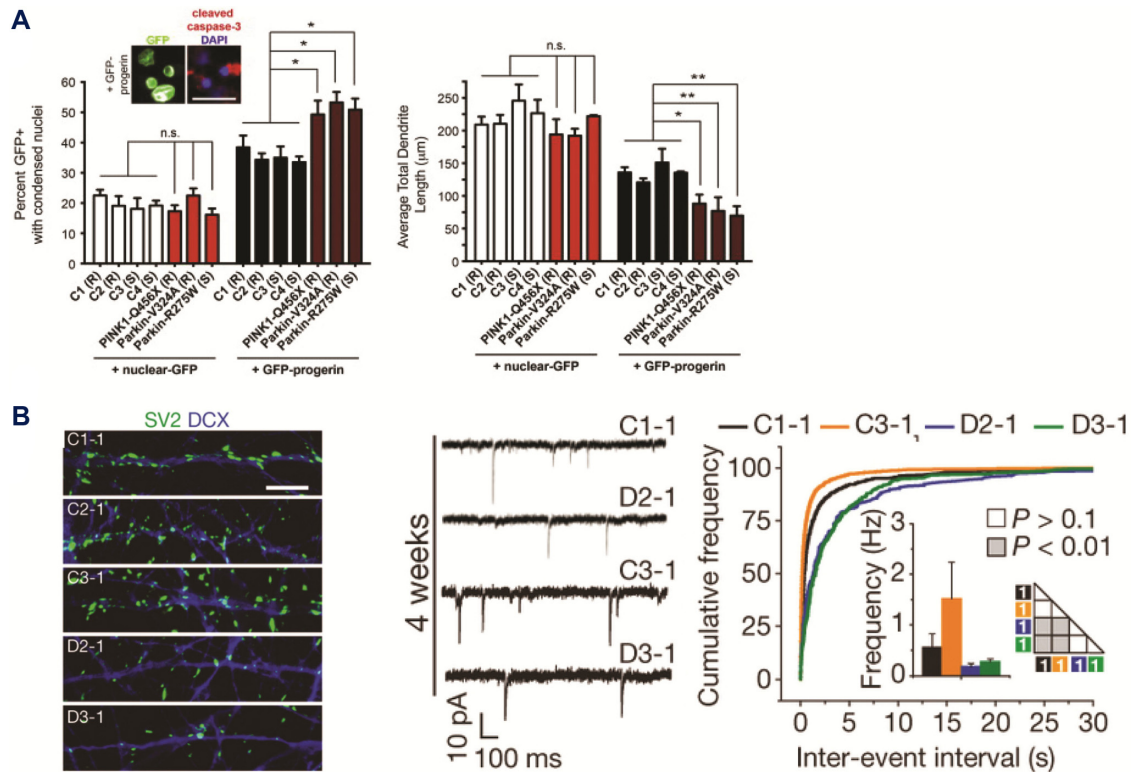 A
cleaved
caspase-3
GFP
DAPI
+ GFP-
progerin
*
*
*
n.s.
Percent GFP+
with condensed nuclei
60
50
40
30
20
10
0
C1 (R)
C2 (R)
C3 (S)
C4 (S)
PINK1-Q456X (R)
Parkin-V324A (R)
Parkin-R275W (S)
C1 (R)
C2 (R)
C3 (S)
C4 (S)
PINK1-Q456X (R)
Parkin-V324A (R)
Parkin-R275W (S)
+ nuclear-GFP
+ GFP-progerin
n.s.
**
**
*
Average Total Dendrite
Length (μm)
250
200
150
100
50
0
C1 (R)
C2 (R)
C3 (S)
C4 (S)
PINK1-Q456X (R)
Parkin-V324A (R)
Parkin-R275W (S)
C1 (R)
C2 (R)
C3 (S)
C4 (S)
PINK1-Q456X (R)
Parkin-V324A (R)
Parkin-R275W (S)
+ nuclear-GFP
+ GFP-progerin
B
SV2 DCX
C1-1
C2-1
C3-1
D2-1
D3-1
4 weeks
C1-1
D2-1
C3-1
D3-1
10 pA
100 ms
C1-1 C3-1, D2-1 D3-1
Cumulative frequency
100
75
50
25
0
0 5 10 15 20 25 30
Inter-event interval (s)
Frequency (Hz)
3
2
1
0
P > 0.1
P < 0.01
1
1
1
1
1 1 1 1